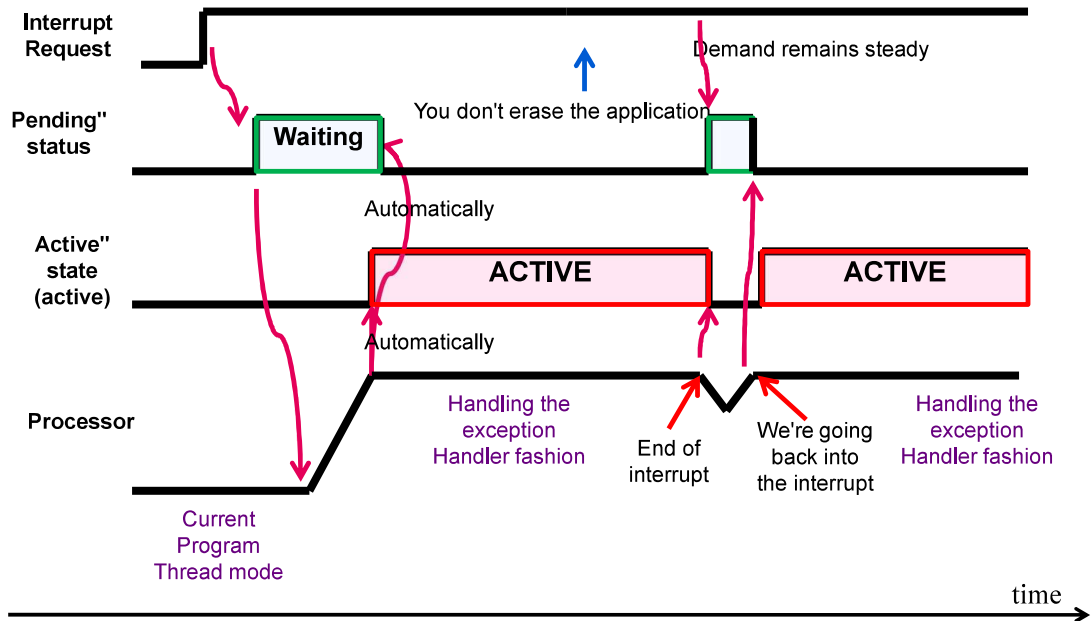 Interrupt
Request
Demand remains steady
You don't erase the application
Pending"
status
Waiting
Automatically
Active"
state
(active)
ACTIVE
ACTIVE
Automatically
Processor
Handling the
exception
Handler fashion
End of
interrupt
We're going
back into
the interrupt
Handling the
exception
Handler fashion
Current
Program
Thread mode
time